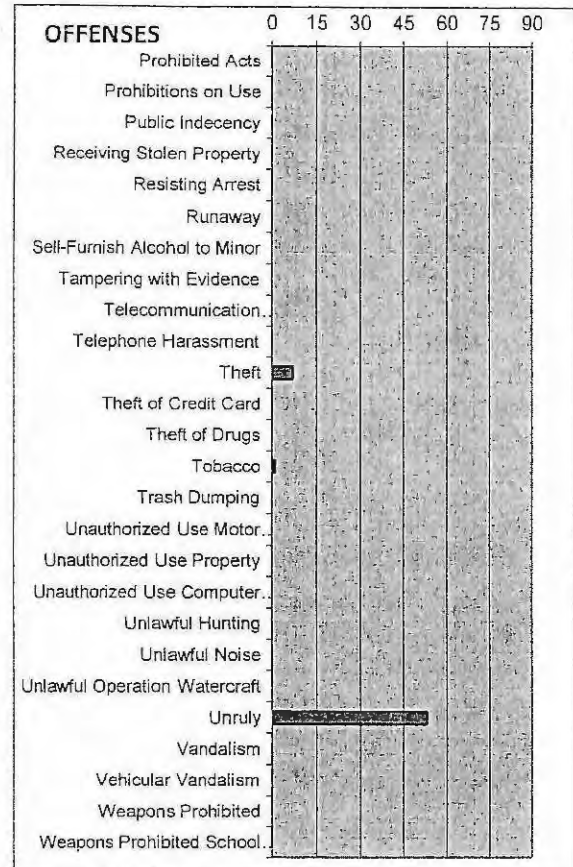 OFFENSES
0 15 30 45 60 75 90
Prohibited Acts
Prohibitions on Use
Public Indecency
Receiving Stolen Property
Resisting Arrest
Runaway
Sell-Furnish Alcohol to Minor
Tampering with Evidence
Telecommunication..
Telephone Harassment
Theft
Theft of Credit Card
Theft of Drugs
Tobacco
Trash Dumping
Unauthorized Use Motor..
Unauthorized Use Property
Unauthorized Use Computer..
Unlawful Hunting
Unlawful Noise
Unlawful Operation Watercraft
Unruly
Vandalism
Vehicular Vandalism
Weapons Prohibited
Weapons Prohibited School..